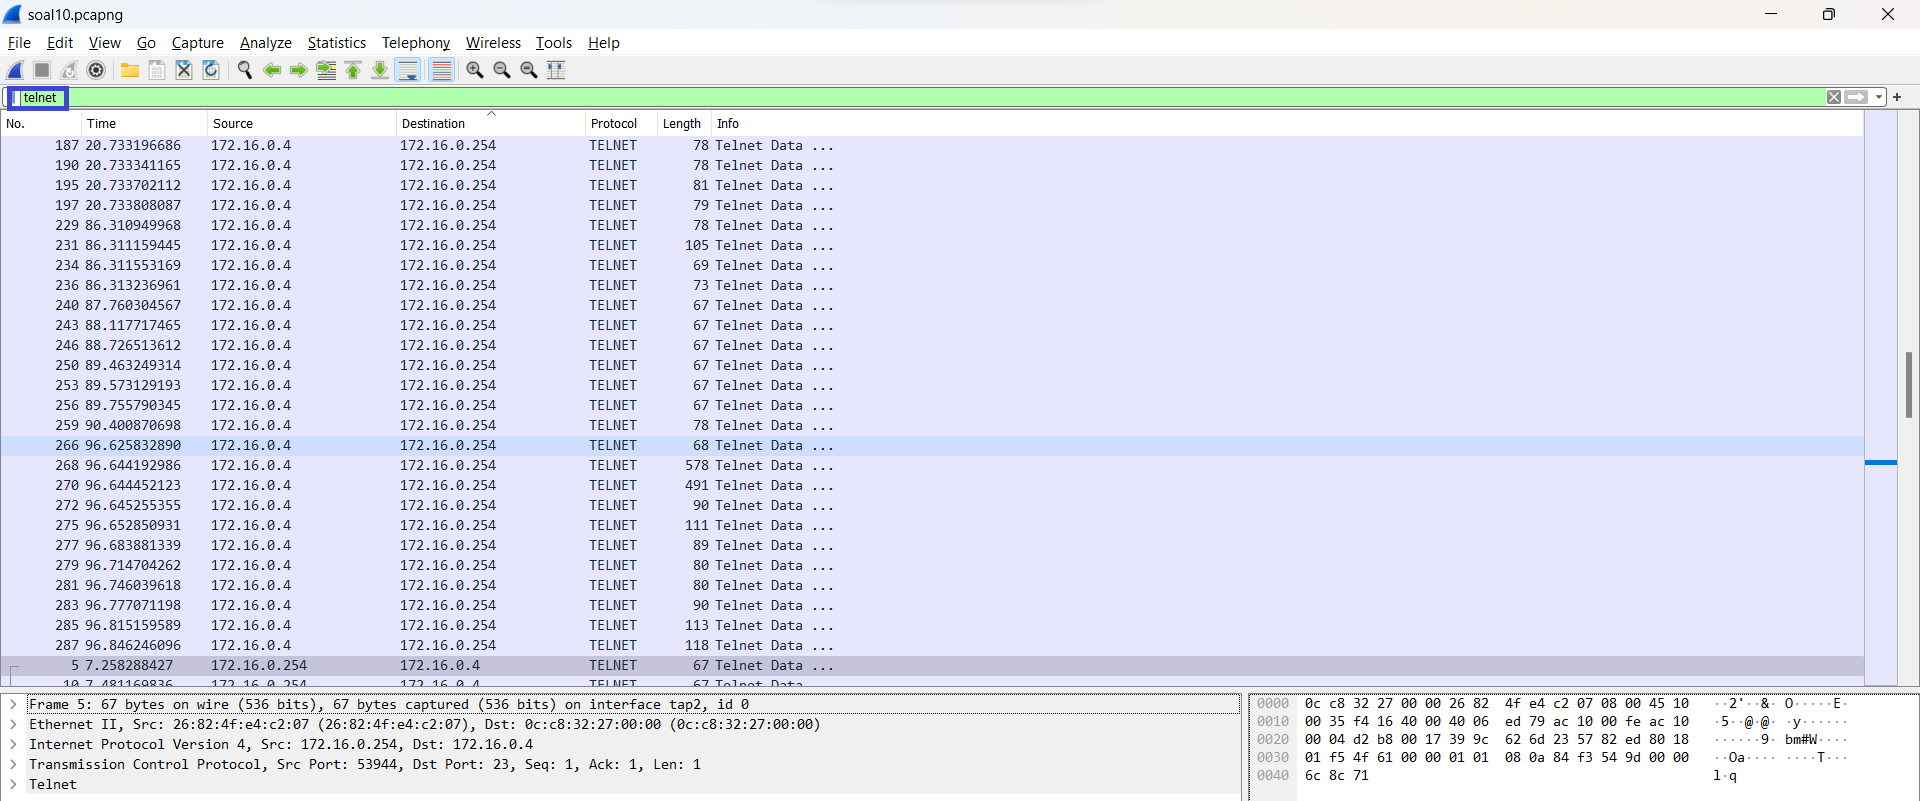 soal10.pcapng
File Edit View Go Capture Analyze Statistics Telephony Wireless Tools Help
telnet
No. Time Source Destination Protocol Length Info
187 20.733196686 172.16.0.4 172.16.0.254 TELNET 78 Telnet Data ...
190 20.733341165 172.16.0.4 172.16.0.254 TELNET 78 Telnet Data ...
195 20.733702112 172.16.0.4 172.16.0.254 TELNET 81 Telnet Data ...
197 20.733808087 172.16.0.4 172.16.0.254 TELNET 79 Telnet Data ...
229 86.310949968 172.16.0.4 172.16.0.254 TELNET 78 Telnet Data ...
231 86.311159445 172.16.0.4 172.16.0.254 TELNET 105 Telnet Data ...
234 86.311553169 172.16.0.4 172.16.0.254 TELNET 69 Telnet Data ...
236 86.313236961 172.16.0.4 172.16.0.254 TELNET 73 Telnet Data ...
240 87.760304567 172.16.0.4 172.16.0.254 TELNET 67 Telnet Data ...
243 88.117717465 172.16.0.4 172.16.0.254 TELNET 67 Telnet Data ...
246 88.726513612 172.16.0.4 172.16.0.254 TELNET 67 Telnet Data ...
250 89.463249314 172.16.0.4 172.16.0.254 TELNET 67 Telnet Data ...
253 89.573129193 172.16.0.4 172.16.0.254 TELNET 67 Telnet Data ...
256 89.755790345 172.16.0.4 172.16.0.254 TELNET 67 Telnet Data ...
259 90.400870698 172.16.0.4 172.16.0.254 TELNET 78 Telnet Data ...
266 96.625832890 172.16.0.4 172.16.0.254 TELNET 68 Telnet Data ...
268 96.644192986 172.16.0.4 172.16.0.254 TELNET 578 Telnet Data ...
270 96.644452123 172.16.0.4 172.16.0.254 TELNET 491 Telnet Data ...
272 96.645255355 172.16.0.4 172.16.0.254 TELNET 90 Telnet Data ...
275 96.652850931 172.16.0.4 172.16.0.254 TELNET 111 Telnet Data ...
277 96.683881339 172.16.0.4 172.16.0.254 TELNET 89 Telnet Data ...
279 96.714704262 172.16.0.4 172.16.0.254 TELNET 80 Telnet Data ...
281 96.746039618 172.16.0.4 172.16.0.254 TELNET 80 Telnet Data ...
283 96.777071198 172.16.0.4 172.16.0.254 TELNET 90 Telnet Data ...
285 96.815159589 172.16.0.4 172.16.0.254 TELNET 113 Telnet Data ...
287 96.846246096 172.16.0.4 172.16.0.254 TELNET 118 Telnet Data ...
5 7.258288427 172.16.0.254 172.16.0.4 TELNET 67 Telnet Data ...
10 7.481169836 172.16.0.254 172.16.0.4 TELNET 67 Telnet Data
Frame 5: 67 bytes on wire (536 bits), 67 bytes captured (536 bits) on interface tap2, id 0
Ethernet II, Src: 26:82:4f:e4:c2:07 (26:82:4f:e4:c2:07), Dst: 0c:c8:32:27:00:00 (0c:c8:32:27:00:00)
Internet Protocol Version 4, Src: 172.16.0.254, Dst: 172.16.0.4
Transmission Control Protocol, Src Port: 53944, Dst Port: 23, Seq: 1, Ack: 1, Len: 1
Telnet
0000 0c c8 32 27 00 00 26 82 4f e4 c2 07 08 00 45 10 ··2'··&· O·····E·
0010 00 35 f4 16 40 00 40 06 ed 79 ac 10 00 fe ac 10 ·5··@·@· ·y······
0020 00 04 d2 b8 00 17 39 9c 62 6d 23 57 82 ed 80 18 ······9· bm#W····
0030 01 f5 4f 61 00 00 01 01 08 0a 84 f3 54 9d 00 00 ··Oa···· ····T···
0040 6c 8c 71 l·q